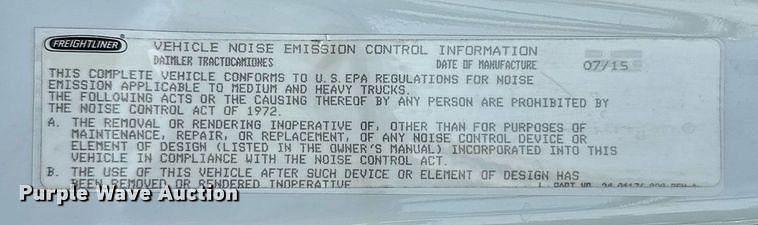 FREIGHTLINER
VEHICLE NOISE EMISSION CONTROL INFORMATION
DAIMLER TRACTOCAMIONES DATE OF MANUFACTURE 07/15
THIS COMPLETE VEHICLE CONFORMS TO U.S.EPA REGULATIONS FOR NOISE
EMISSION APPLICABLE TO MEDIUM AND HEAVY TRUCKS.
THE FOLLOWING ACTS OR THE CAUSING THEREOF BY ANY PERSON ARE PROHIBITED BY
THE NOISE CONTROL ACT OF 1972.
A. THE REMOVAL OR RENDERING INOPERATIVE OF, OTHER THAN FOR PURPOSES OF
MAINTENANCE, REPAIR, OR REPLACEMENT, OF ANY NOISE CONTROL DEVICE OR
ELEMENT OF DESIGN (LISTED IN THE OWNER'S MANUAL) INCORPORATED INTO THIS
VEHICLE IN COMPLIANCE WITH THE NOISE CONTROL ACT.
B. THE USE OF THIS VEHICLE AFTER SUCH DEVICE OR ELEMENT OF DESIGN HAS
BEEN REMOVED OR RENDERED INOPERATIVE
PART NO.
Purple Wave Auction